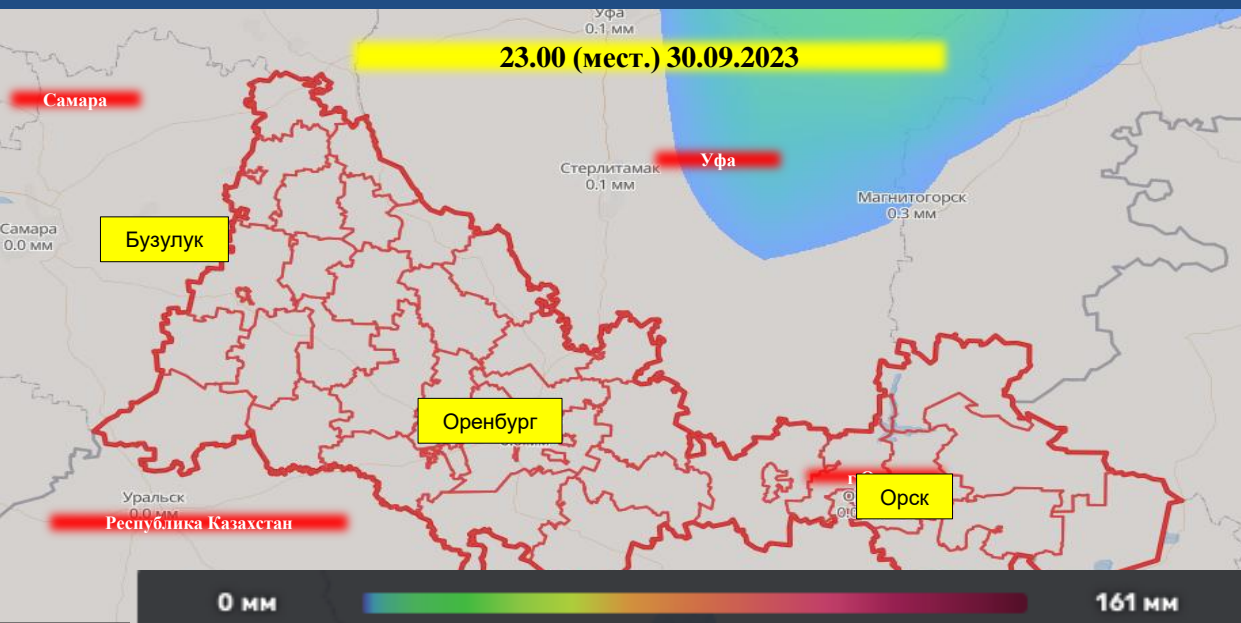 Уфа
0.1 мм
23.00 (мест.) 30.09.2023
Самара
Уфа
Стерлитамак
0.1 мм
Магнитогорск
0.3 мм
Самара
0.0 мм
Бузулук
Оренбург
Орск
Уральск
0.0 мм
Республика Казахстан
0 мм
161 мм